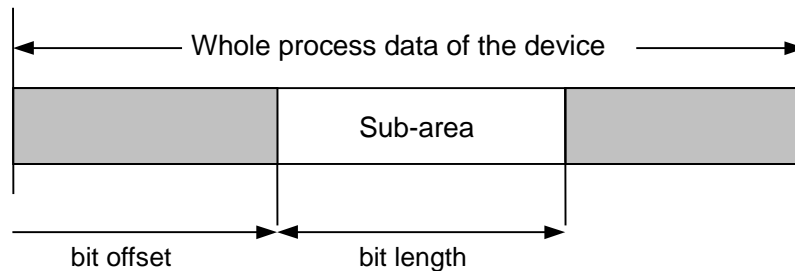 Whole process data of the device
Sub-area
bit offset
bit length